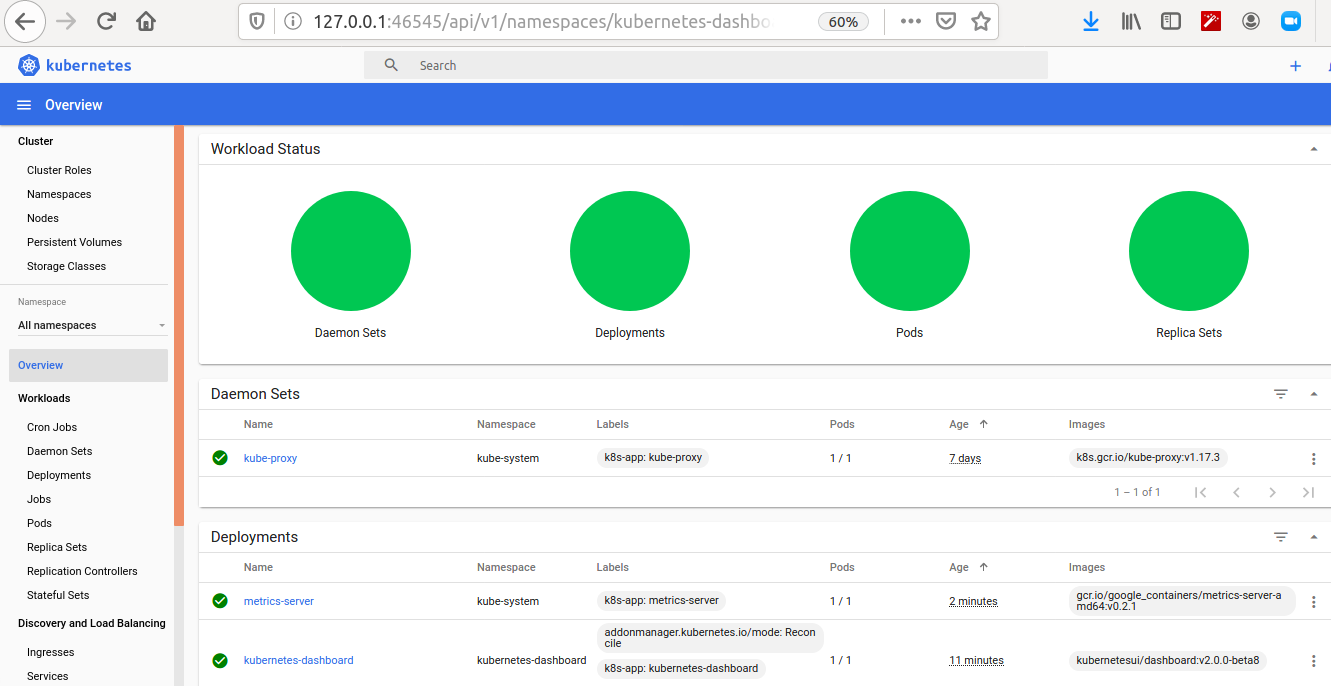 127.0.0.1:46545/api/v1/namespaces/kubernetes-dashbo
60%
kubernetes
Search
Overview
Cluster
Cluster Roles
Namespaces
Nodes
Persistent Volumes
Storage Classes
Namespace
All namespaces
Overview
Workloads
Cron Jobs
Daemon Sets
Deployments
Jobs
Pods
Replica Sets
Replication Controllers
Stateful Sets
Discovery and Load Balancing
Ingresses
Services
Workload Status
Daemon Sets
Deployments
Pods
Replica Sets
Daemon Sets
Name Namespace Labels Pods Age Images
kube-proxy kube-system k8s-app: kube-proxy 1 / 1 7 days k8s.gcr.io/kube-proxy:v1.17.3
1 – 1 of 1
Deployments
Name Namespace Labels Pods Age Images
metrics-server kube-system k8s-app: metrics-server 1 / 1 2 minutes gcr.io/google_containers/metrics-server-a
md64:v0.2.1
addonmanager.kubernetes.io/mode: Recon
cile
kubernetes-dashboard kubernetes-dashboard 1 / 1 11 minutes kubernetesui/dashboard:v2.0.0-beta8
k8s-app: kubernetes-dashboard